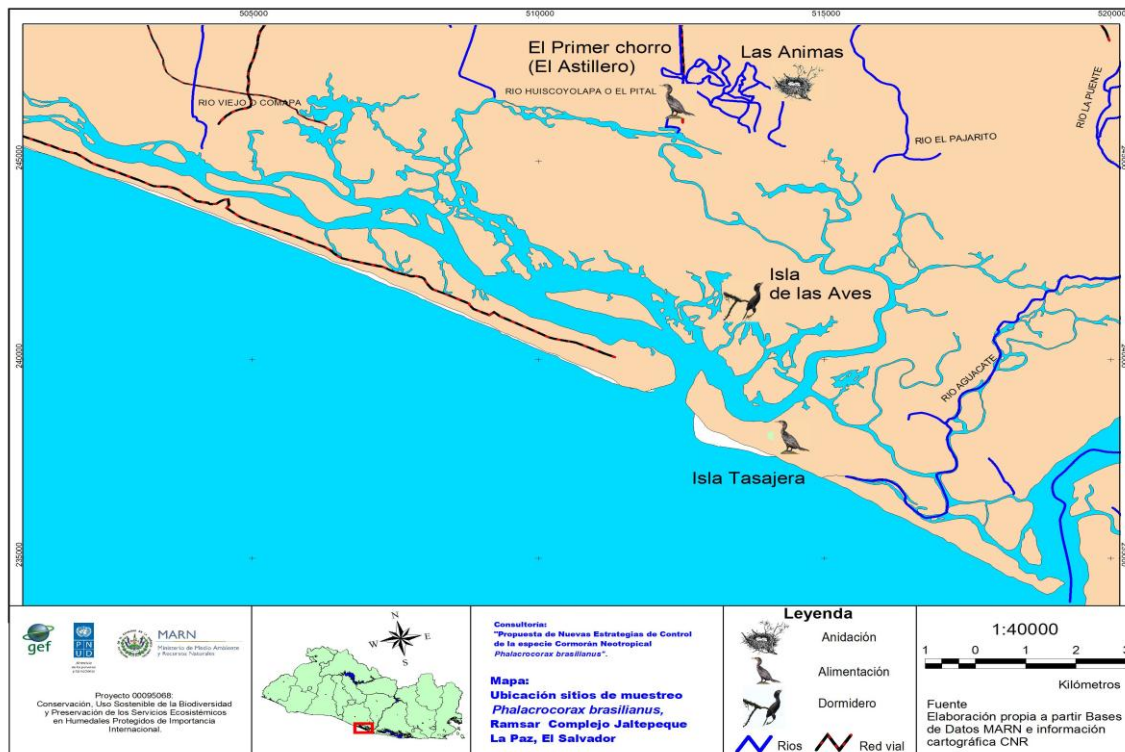 505000
510000
515000
520000
El Primer chorro
(El Astillero)
Las Animas
RIO VIEJO O COMAPA
RIO HUISCOYOLAPA O EL PITAL
RIO EL PAJARITO
RIO LA PUENTE
245000
245000
Isla
de las Aves
240000
240000
RIO AGUACATE
Isla Tasajera
235000
235000
gef
P N
U D
MARN
Ministerio de Medio Ambiente
y Recursos Naturales
Proyecto 00095068:
Conservación, Uso Sostenible de la Biodiversidad
y Preservación de los Servicios Ecosistémicos
en Humedales Protegidos de Importancia
Internacional.
N
W
E
S
Consultoría:
"Propuesta de Nuevas Estrategias de Control
de la especie Cormorán Neotropical
Phalacrocorax brasilianus".
Mapa:
Ubicación sitios de muestreo
Phalacrocorax brasilianus,
Ramsar Complejo Jaltepeque
La Paz, El Salvador
Leyenda
Anidación
Alimentación
Dormidero
Rios
Red vial
1:40000
1 0 1 2 3
Kilómetros
Fuente
Elaboración propia a partir Bases
de Datos MARN e información
cartográfica CNR